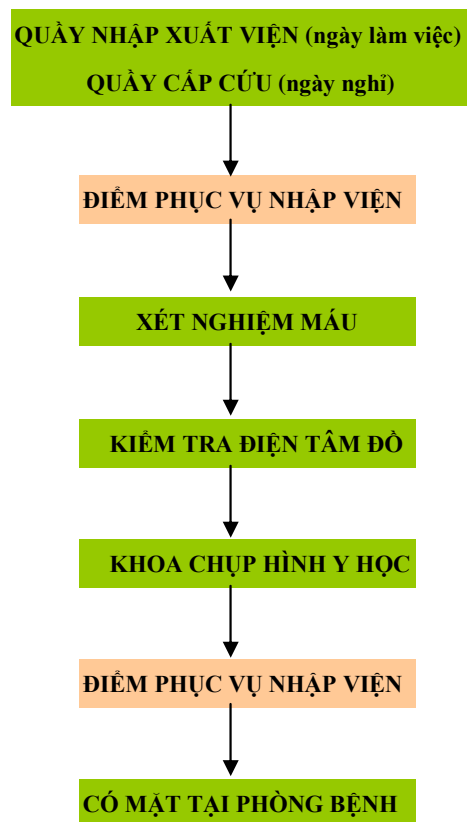 QUẦY NHẬP XUẤT VIỆN (ngày làm việc)
QUẦY CẤP CỨU (ngày nghỉ)
ĐIỂM PHỤC VỤ NHẬP VIỆN
XÉT NGHIỆM MÁU
KIỂM TRA ĐIỆN TÂM ĐỒ
KHOA CHỤP HÌNH Y HỌC
ĐIỂM PHỤC VỤ NHẬP VIỆN
CÓ MẶT TẠI PHÒNG BỆNH